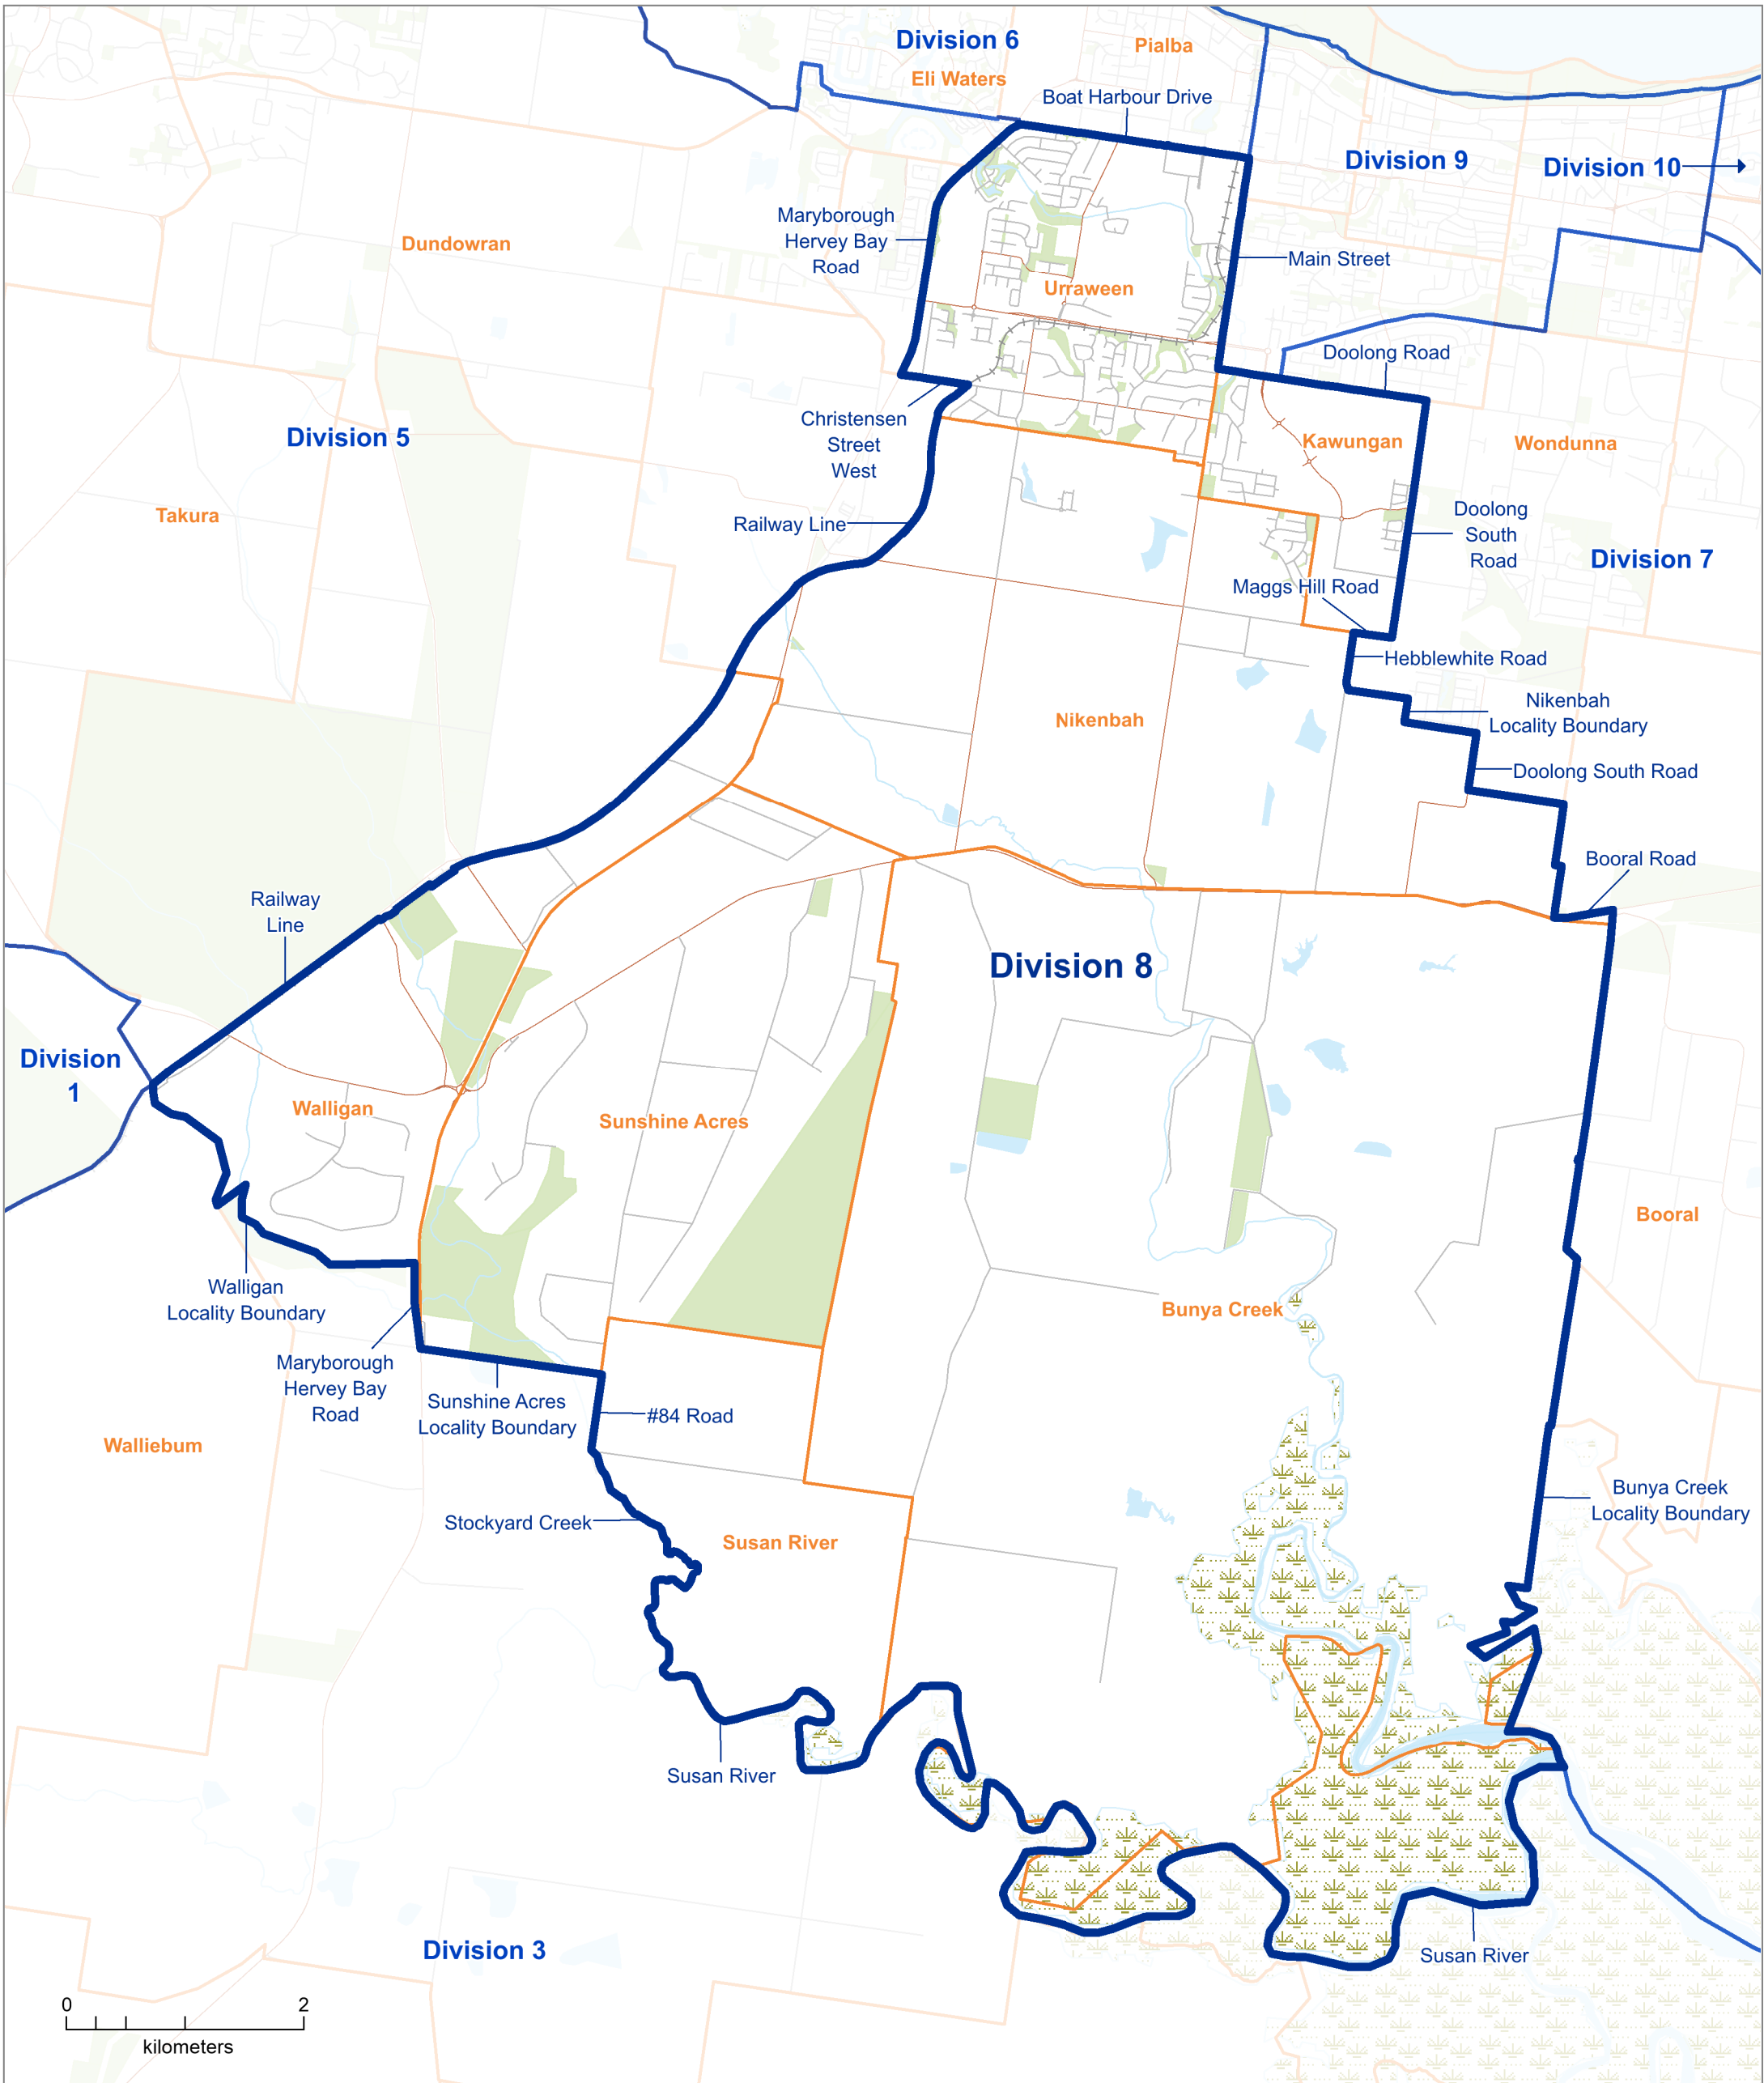 Division 6
Pialba
Eli Waters
Boat Harbour Drive
Division 9
Division 10
Maryborough
Hervey Bay
Road
Dundowran
Main Street
Urraween
Doolong Road
Christensen
Street
West
Division 5
Kawungan
Wondunna
Takura
Railway Line
Doolong
South
Road
Division 7
Maggs Hill Road
Hebblewhite Road
Nikenbah
Nikenbah
Locality Boundary
Doolong South Road
Booral Road
Railway
Line
Division 8
Division
1
Walligan
Sunshine Acres
Booral
Walligan
Locality Boundary
Bunya Creek
Maryborough
Hervey Bay
Road
Sunshine Acres
Locality Boundary
#84 Road
Walliebum
Bunya Creek
Locality Boundary
Stockyard Creek
Susan River
Susan River
Division 3
Susan River
0 2
kilometers